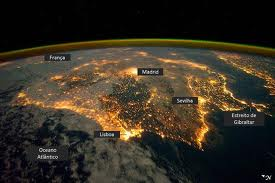 França
Madrid
Sevilha
Estreito de
Gibraltar
Lisboa
Oceano
Atlântico
N